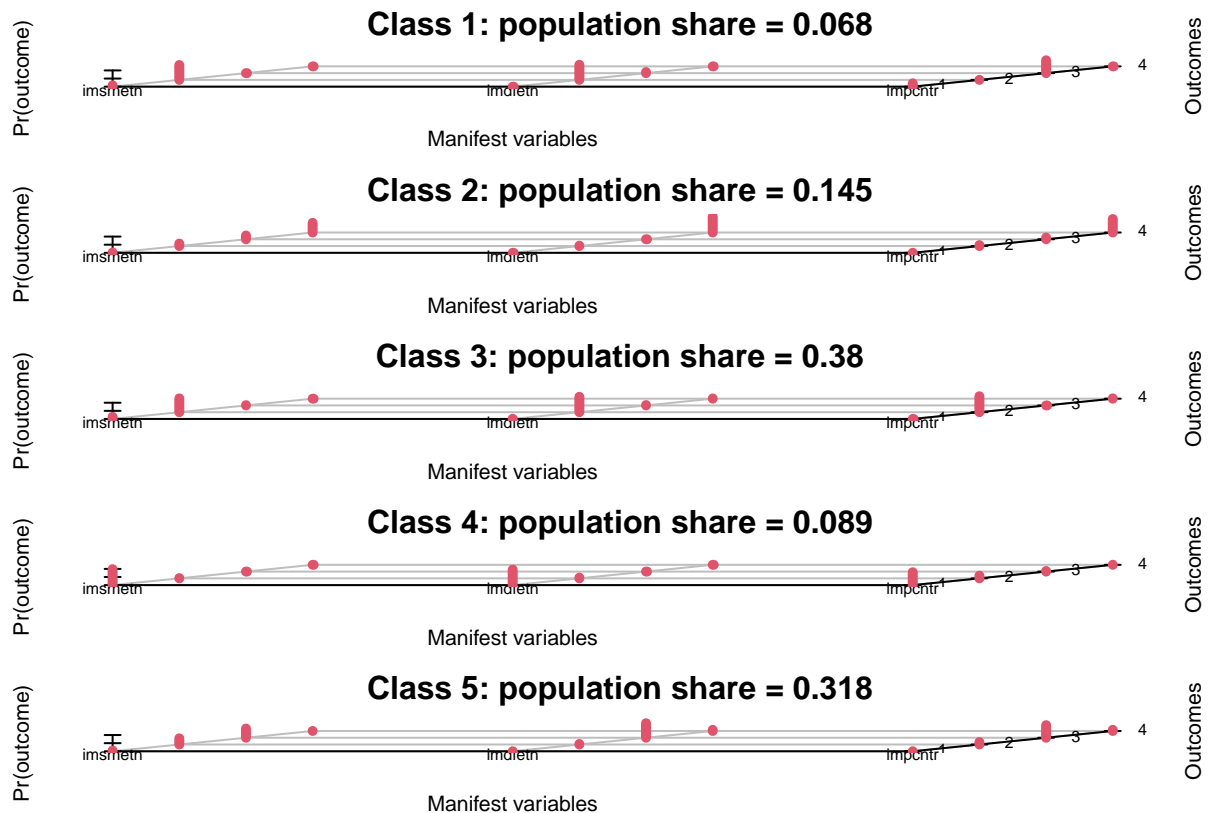 Class 1: population share = 0.068
Pr(outcome)
Outcomes
imsmetn
imdfetn
impcntr
1
2
3
4
Manifest variables
Class 2: population share = 0.145
Pr(outcome)
Outcomes
imsmetn
imdfetn
impcntr
1
2
3
4
Manifest variables
Class 3: population share = 0.38
Pr(outcome)
Outcomes
imsmetn
imdfetn
impcntr
1
2
3
4
Manifest variables
Class 4: population share = 0.089
Pr(outcome)
Outcomes
imsmetn
imdfetn
impcntr
1
2
3
4
Manifest variables
Class 5: population share = 0.318
Pr(outcome)
Outcomes
imsmetn
imdfetn
impcntr
1
2
3
4
Manifest variables